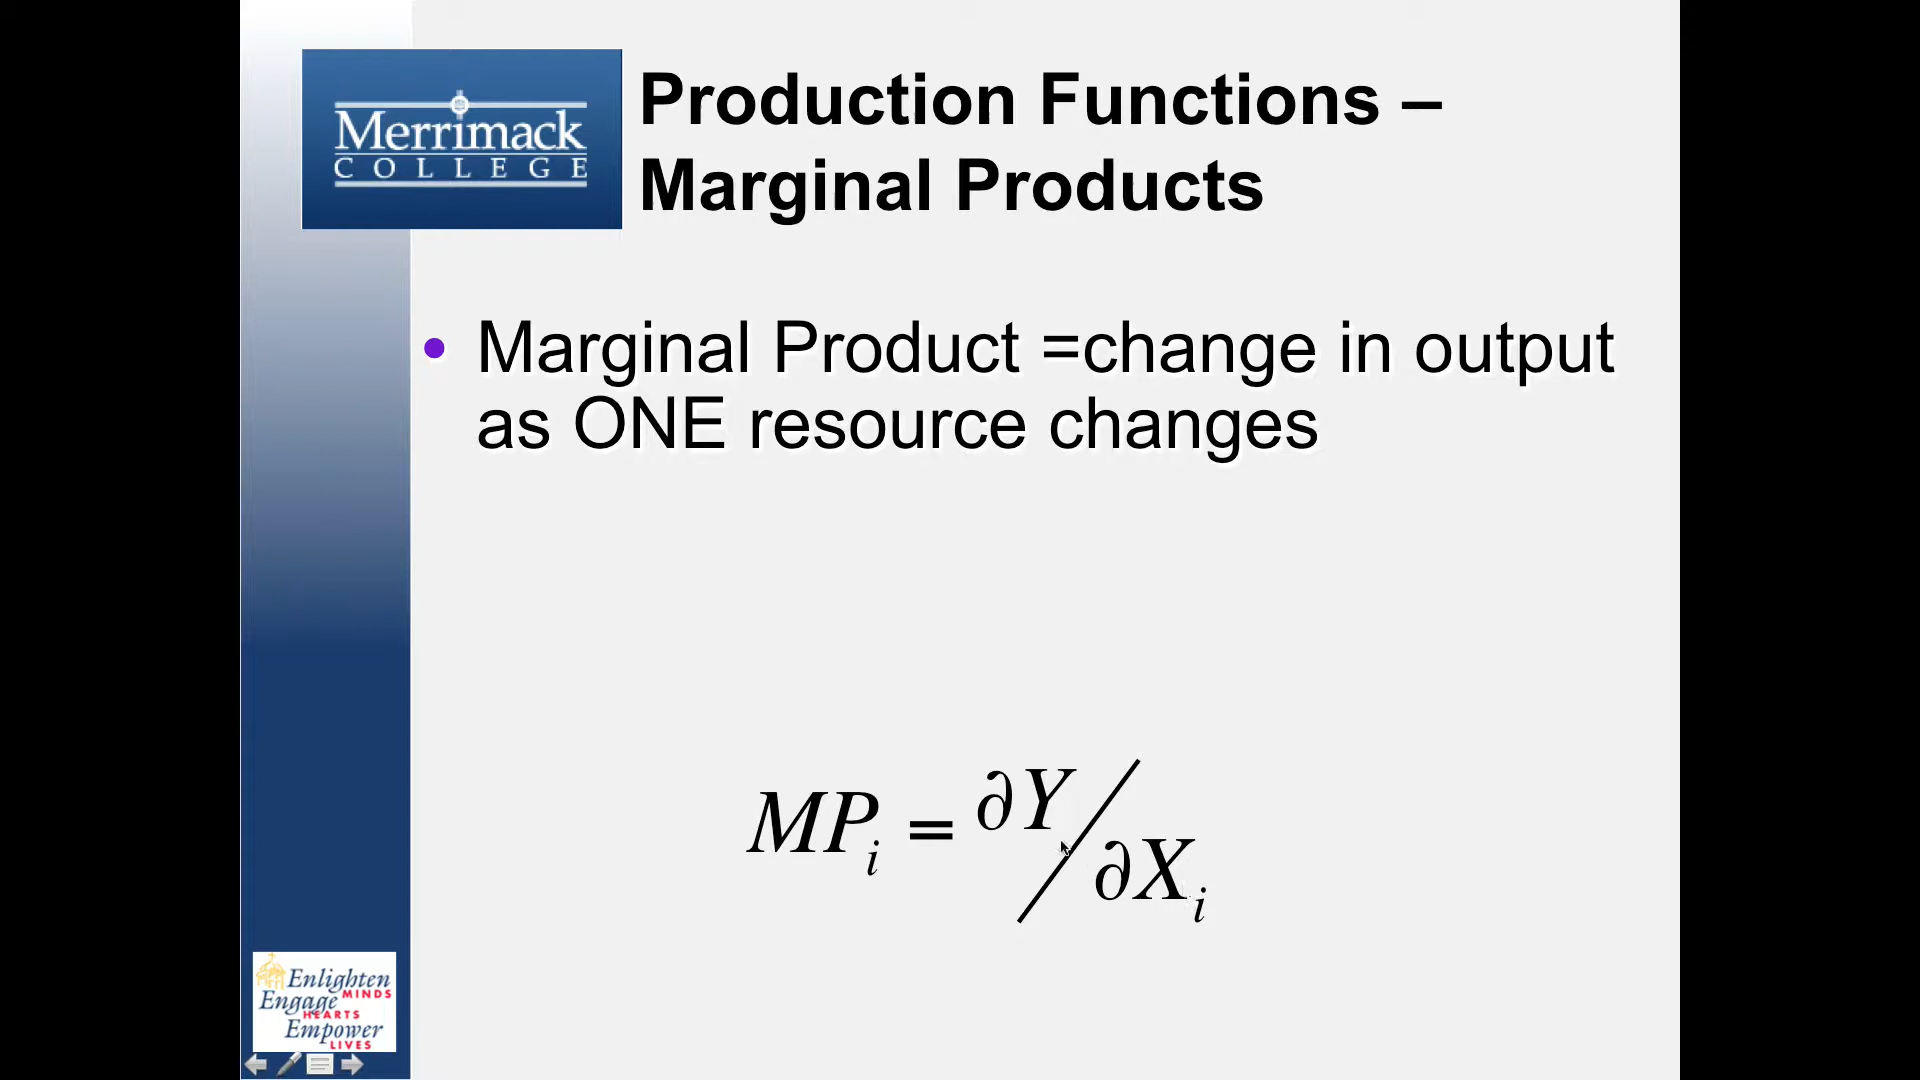 Merrimack
COLLEGE
Production Functions –
Marginal Products
• Marginal Product =change in output
as ONE resource changes
MPᵢ = ∂Y/∂Xᵢ
Enlighten
MINDS
Engage
HEARTS
Empower
LIVES